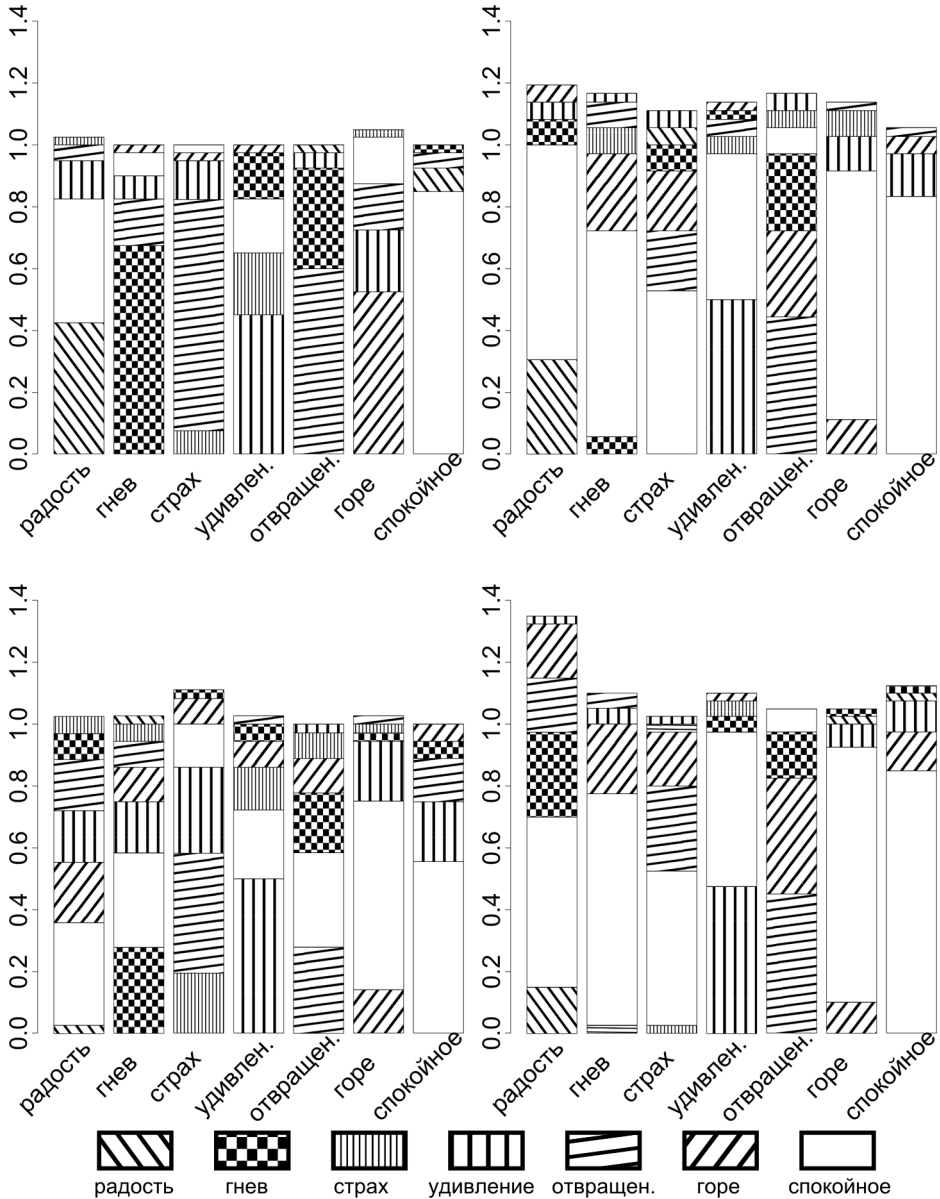 0.0 0.2 0.4 0.6 0.8 1.0 1.2 1.4
радость гнев страх удивлен. отвращен. горе спокойное
0.0 0.2 0.4 0.6 0.8 1.0 1.2 1.4
радость гнев страх удивлен. отвращен. горе спокойное
0.0 0.2 0.4 0.6 0.8 1.0 1.2 1.4
радость гнев страх удивлен. отвращен. горе спокойное
0.0 0.2 0.4 0.6 0.8 1.0 1.2 1.4
радость гнев страх удивлен. отвращен. горе спокойное
радость гнев страх удивление отвращен. горе спокойное